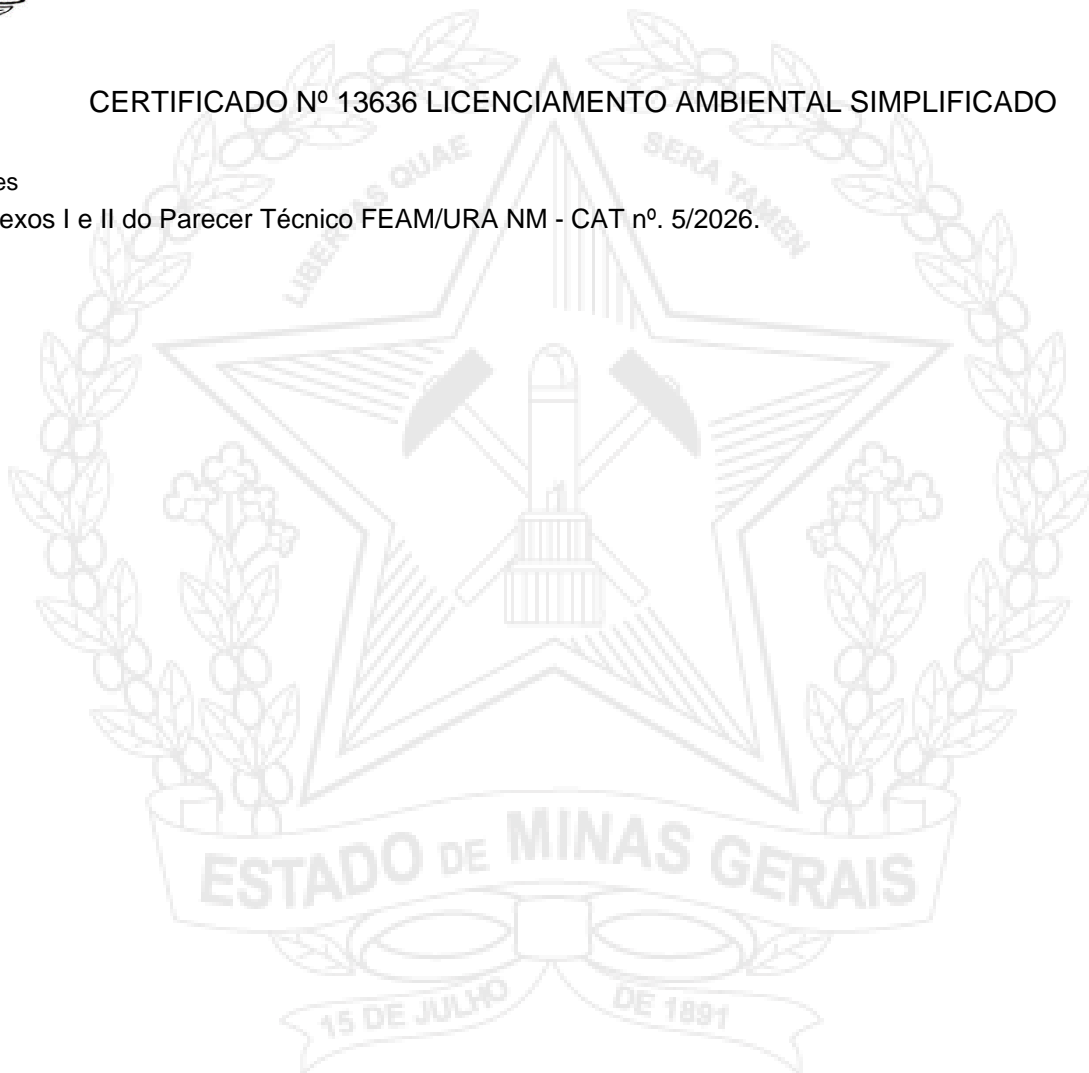 CERTIFICADO Nº 13636 LICENCIAMENTO AMBIENTAL SIMPLIFICADO
es
exos I e II do Parecer Técnico FEAM/URA NM - CAT nº. 5/2026.
LIBERTAS QUAE SERA TAMEN
ESTADO DE MINAS GERAIS
15 DE JULHO DE 1891